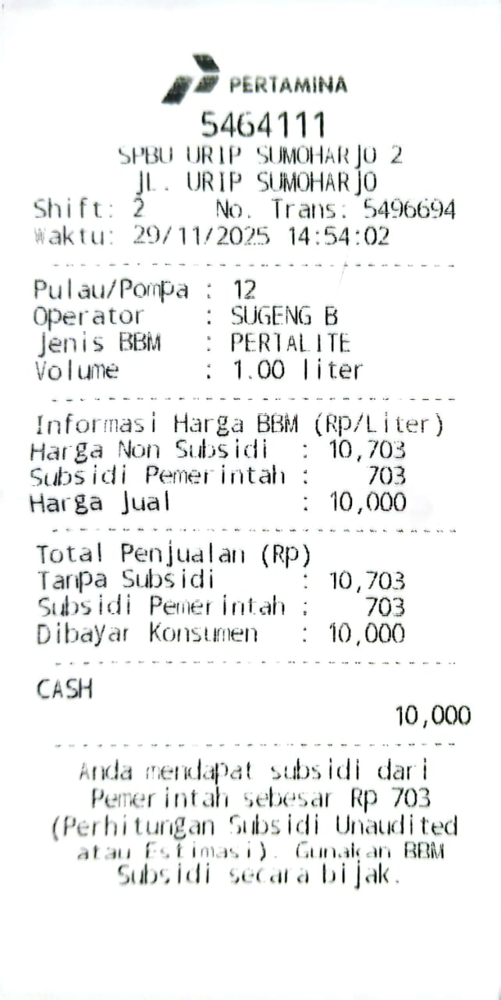 PERTAMINA
5464111
SPBU URIP SUMOHARJO 2
JL. URIP SUMOHARJO
Shift: 2 No. Trans: 5496694
Waktu: 29/11/2025 14:54:02
Pulau/Pompa : 12
Operator : SUGENG B
Jenis BBM : PERTALITE
Volume : 1.00 liter
Informasi Harga BBM (Rp/Liter)
Harga Non Subsidi : 10,703
Subsidi Pemerintah : 703
Harga Jual : 10,000
Total Penjualan (Rp)
Tanpa Subsidi : 10,703
Subsidi Pemerintah : 703
Dibayar Konsumen : 10,000
CASH
10,000
Anda mendapat subsidi dari
Pemerintah sebesar Rp 703
(Perhitungan Subsidi Unaudited
atau Estimasi). Gunakan BBM
Subsidi secara bijak.